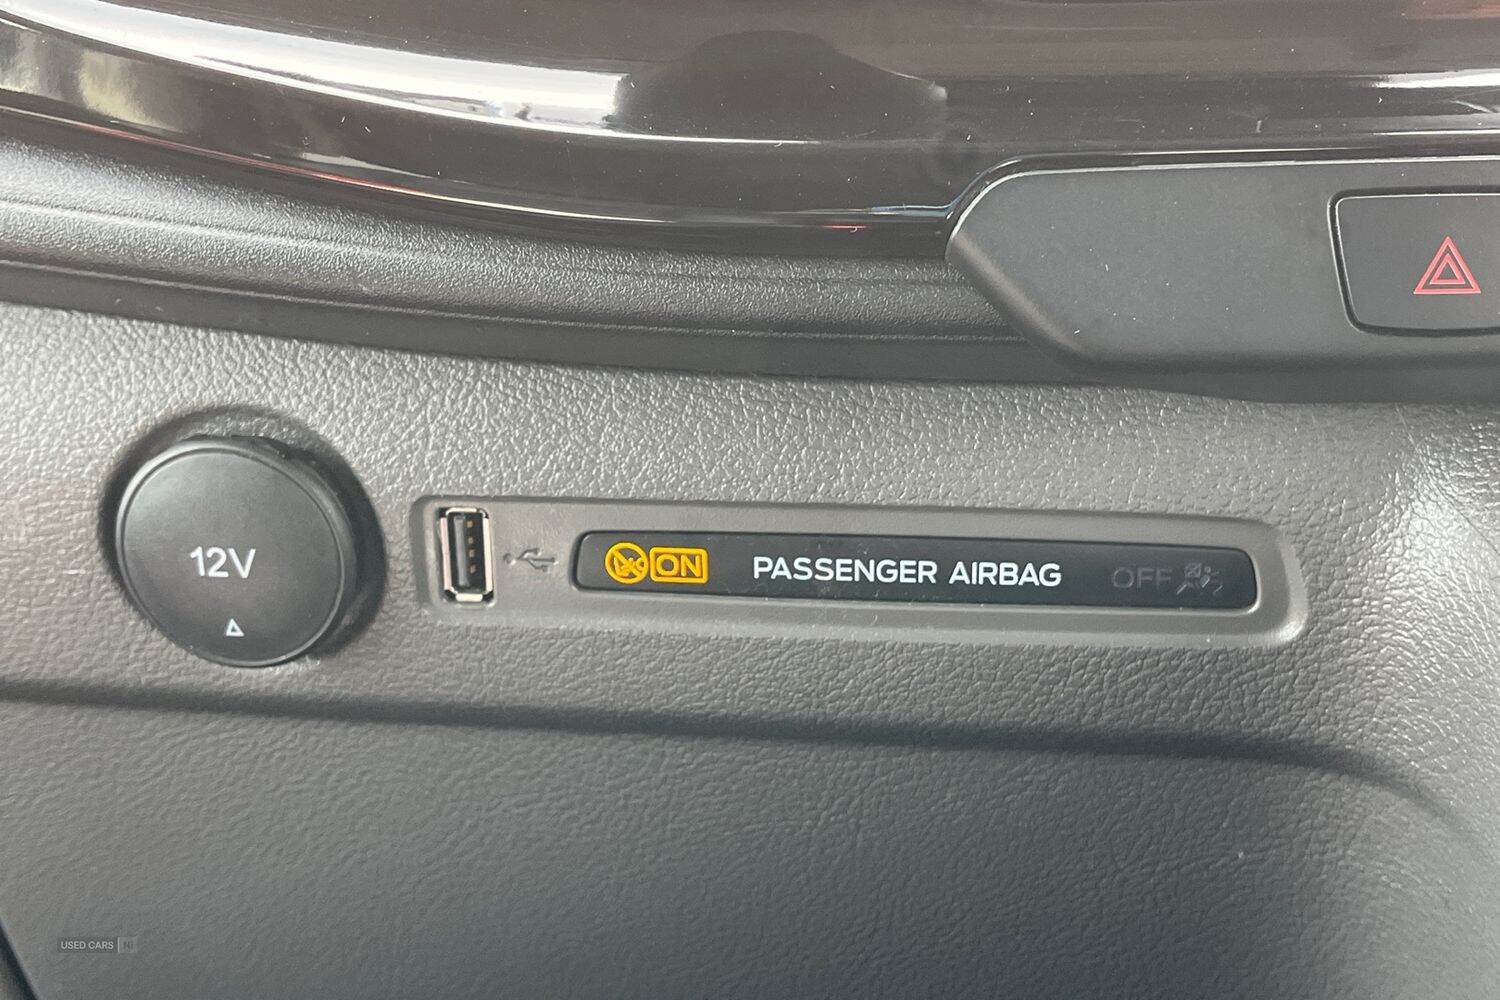 12V
ON PASSENGER AIRBAG OFF
USED CARS NI